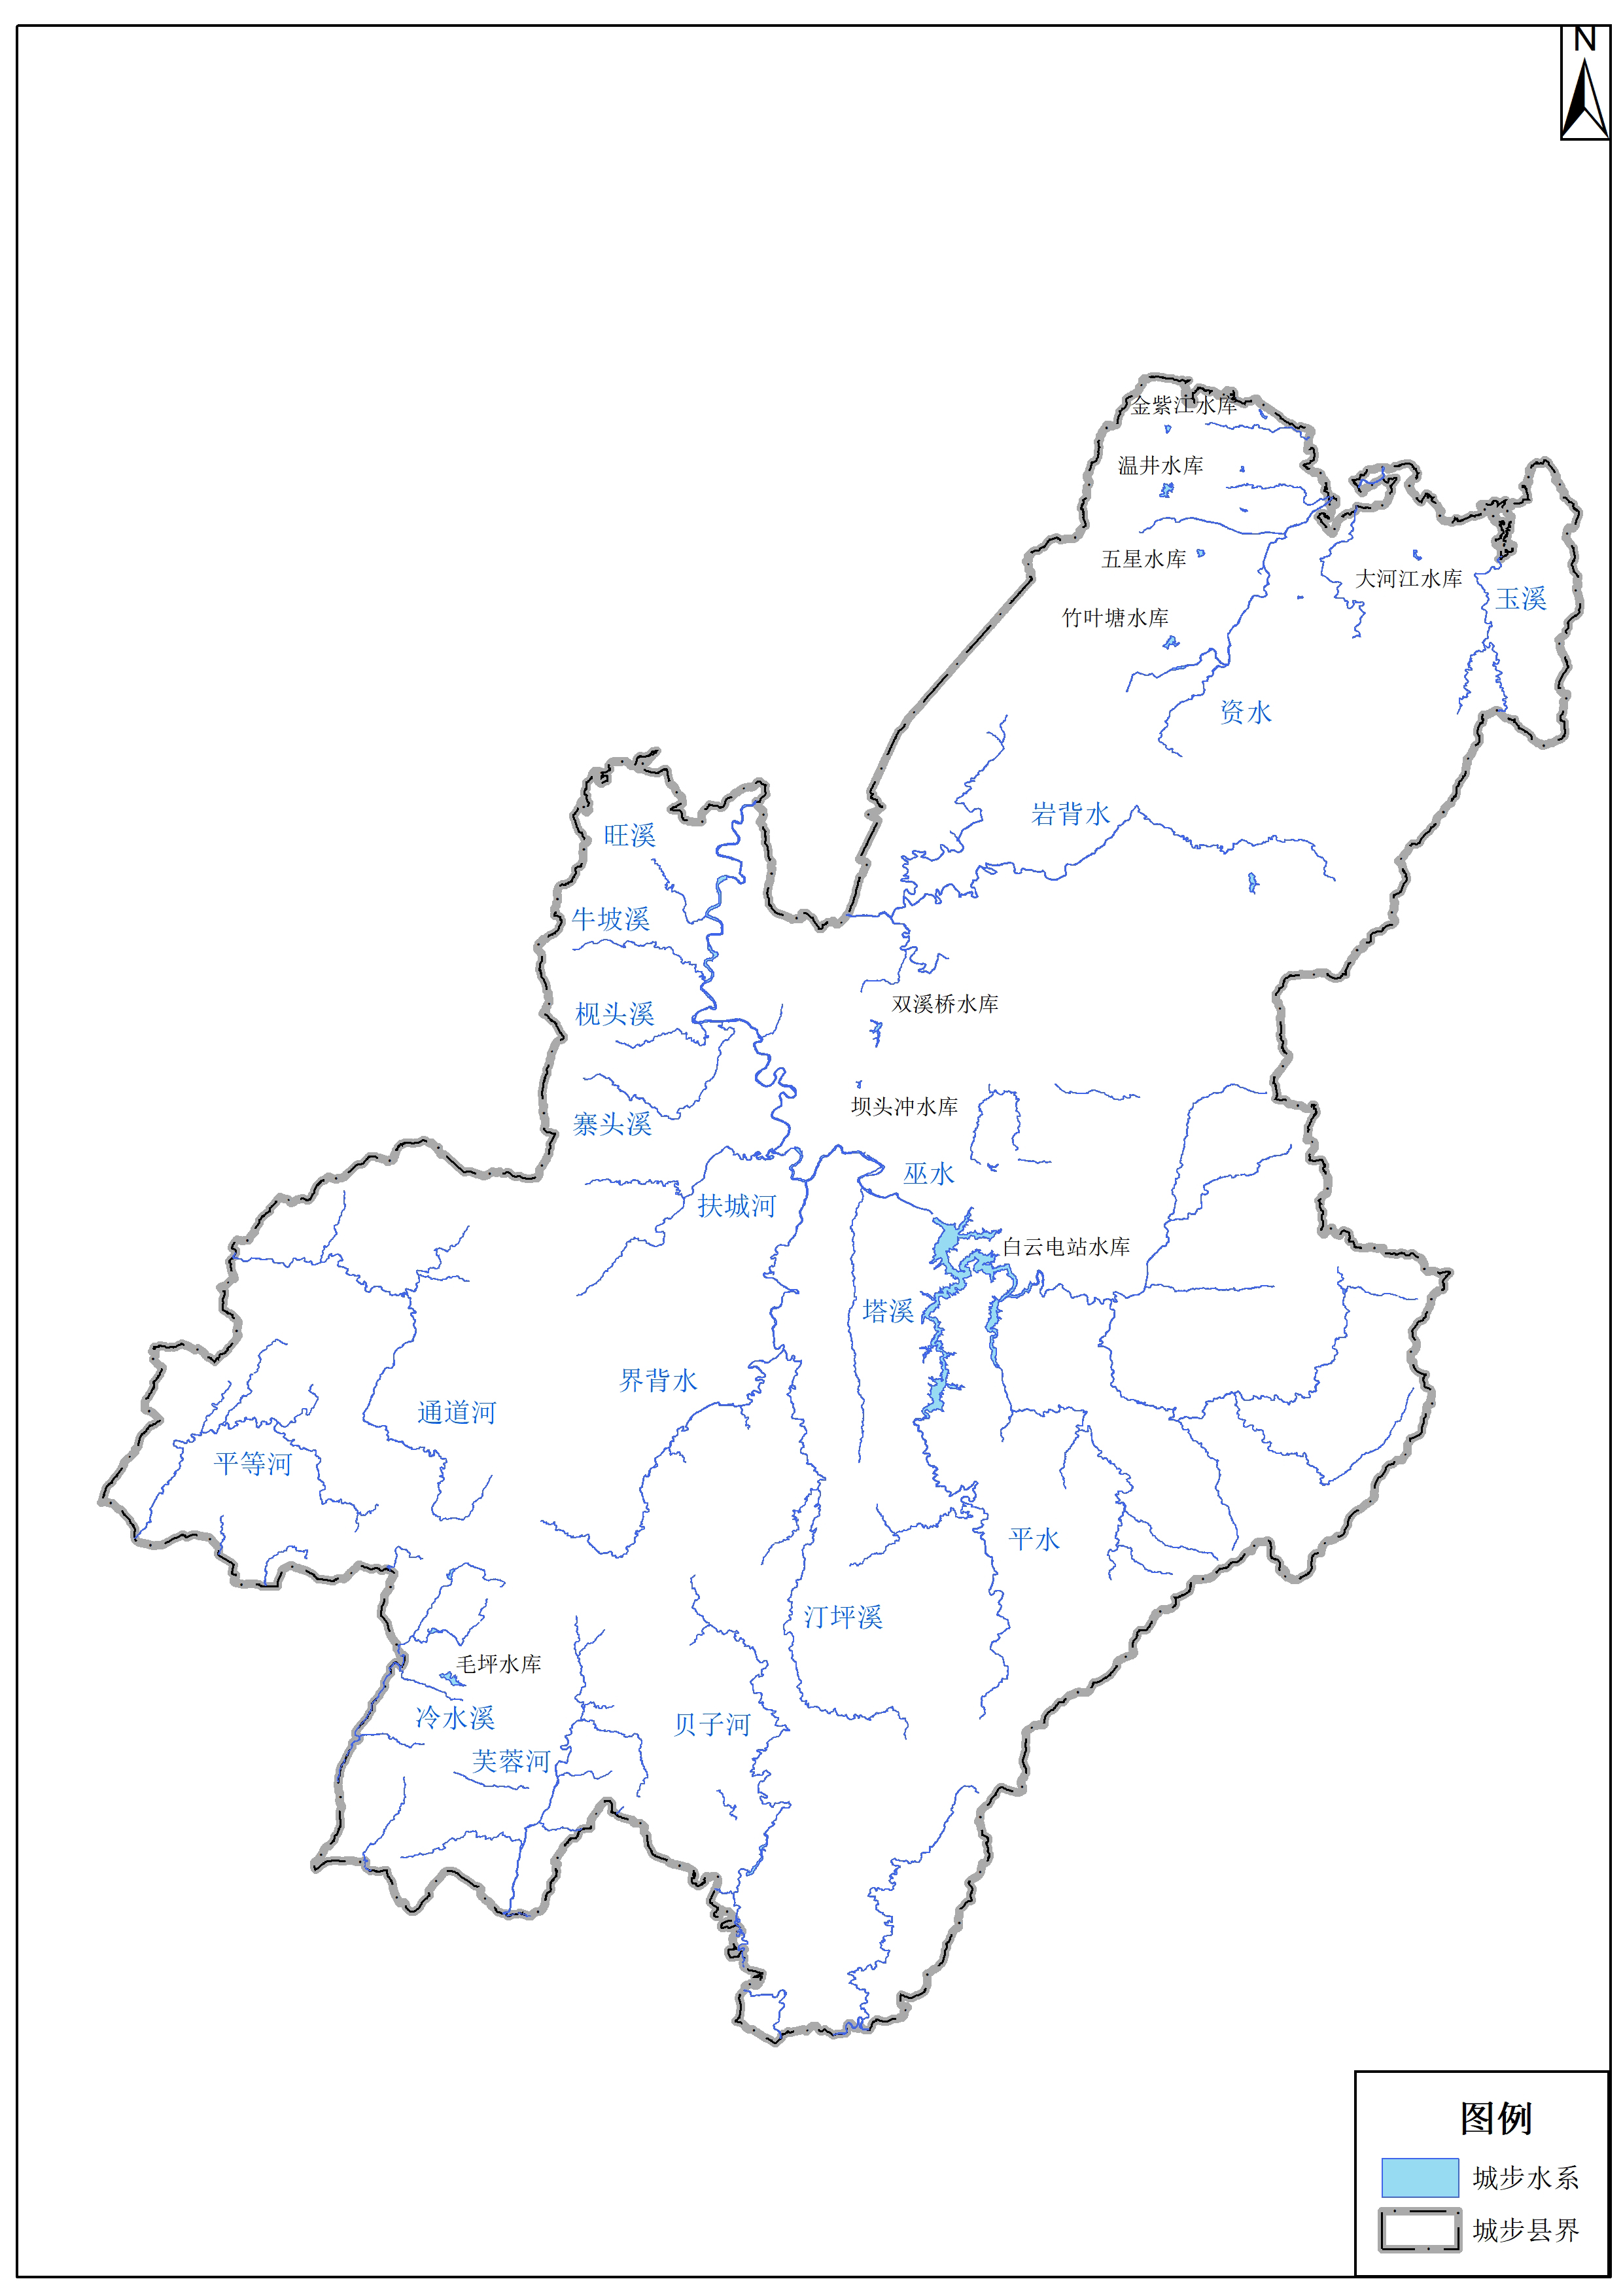 N
金紫江水库
温井水库
五星水库
大河江水库
玉溪
竹叶塘水库
资水
岩背水
旺溪
牛坡溪
双溪桥水库
枧头溪
坝头冲水库
寨头溪
巫水
扶城河
白云电站水库
塔溪
界背水
通道河
平等河
平水
汀坪溪
毛坪水库
冷水溪
贝子河
芙蓉河
图例
城步水系
城步县界